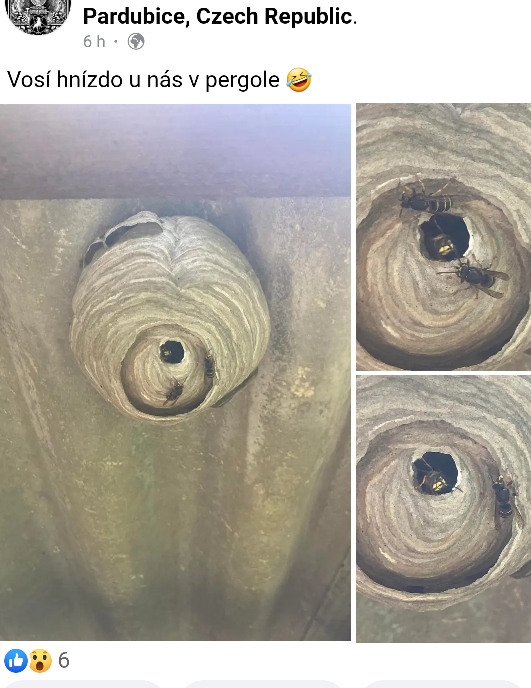 Pardubice, Czech Republic.
6 h ·
Vosí hnízdo u nás v pergole 🤣
6